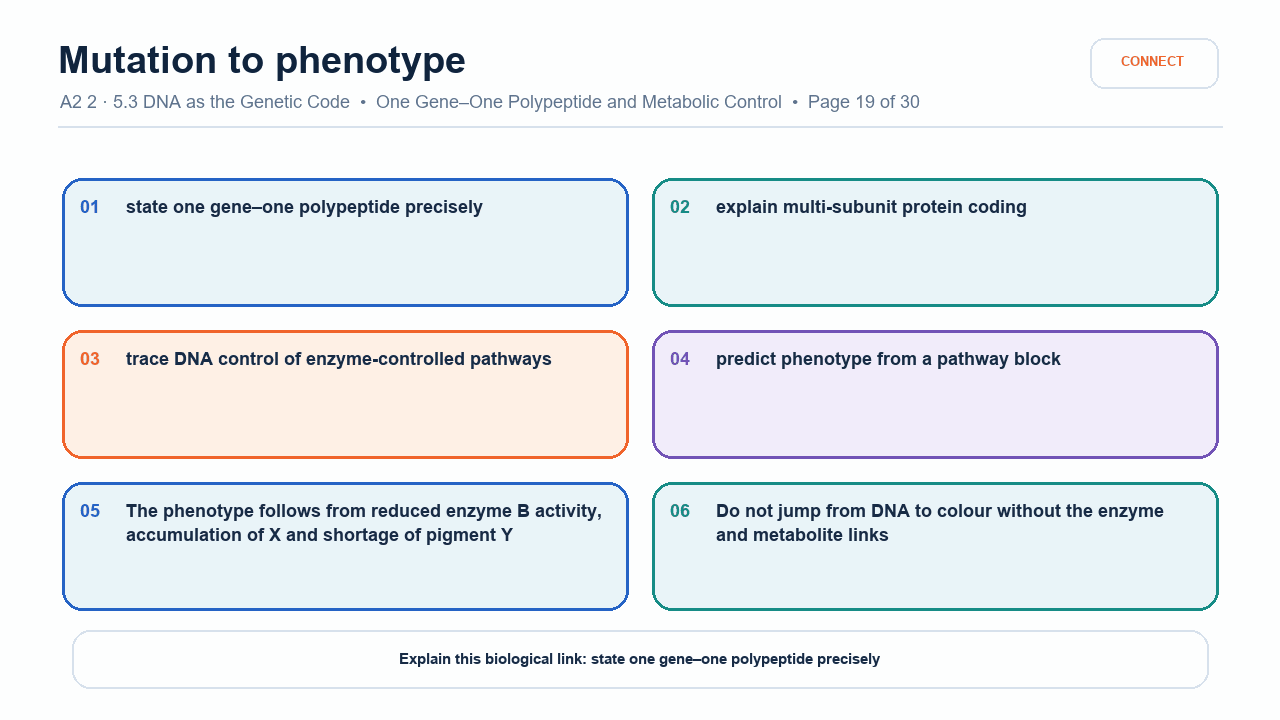 Mutation to phenotype
CONNECT
A2 2 · 5.3 DNA as the Genetic Code • One Gene–One Polypeptide and Metabolic Control • Page 19 of 30
01 state one gene–one polypeptide precisely
02 explain multi-subunit protein coding
03 trace DNA control of enzyme-controlled pathways
04 predict phenotype from a pathway block
05 The phenotype follows from reduced enzyme B activity,
accumulation of X and shortage of pigment Y
06 Do not jump from DNA to colour without the enzyme
and metabolite links
Explain this biological link: state one gene–one polypeptide precisely